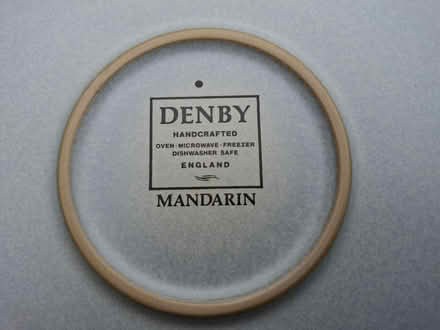 DENBY
HANDCRAFTED
OVEN·MICROWAVE·FREEZER
DISHWASHER SAFE
ENGLAND
MANDARIN